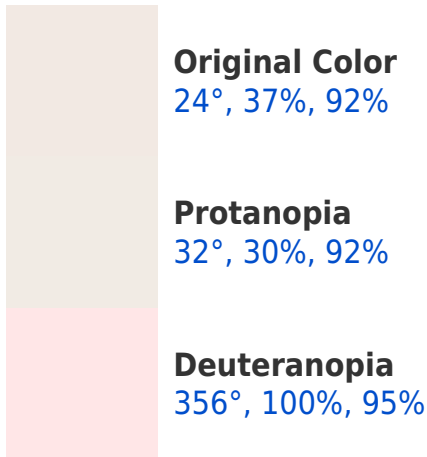 Original Color
24°, 37%, 92%
Protanopia
32°, 30%, 92%
Deuteranopia
356°, 100%, 95%